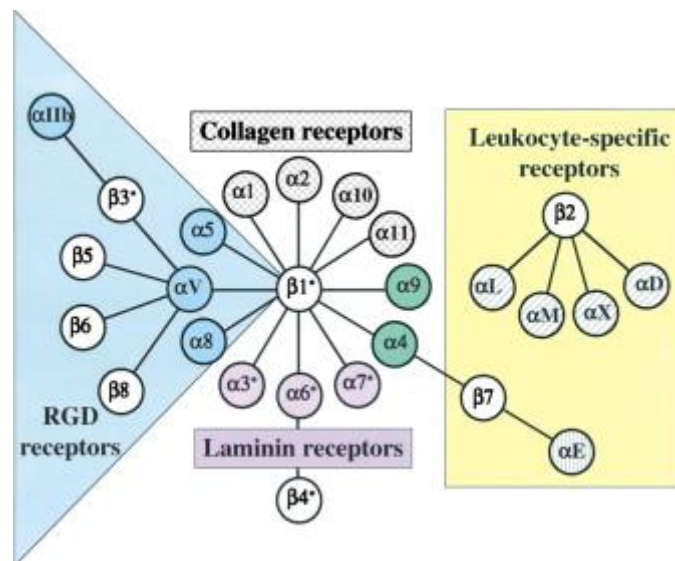 αIIb
Collagen receptors
Leukocyte-specific
receptors
α2
α1
α10
β3*
β2
α5
α11
β5
αV
β1*
α9
αL
αD
αM
αX
β6
α8
α4
β8
α3*
α6*
α7*
β7
RGD
receptors
Laminin receptors
αE
β4*